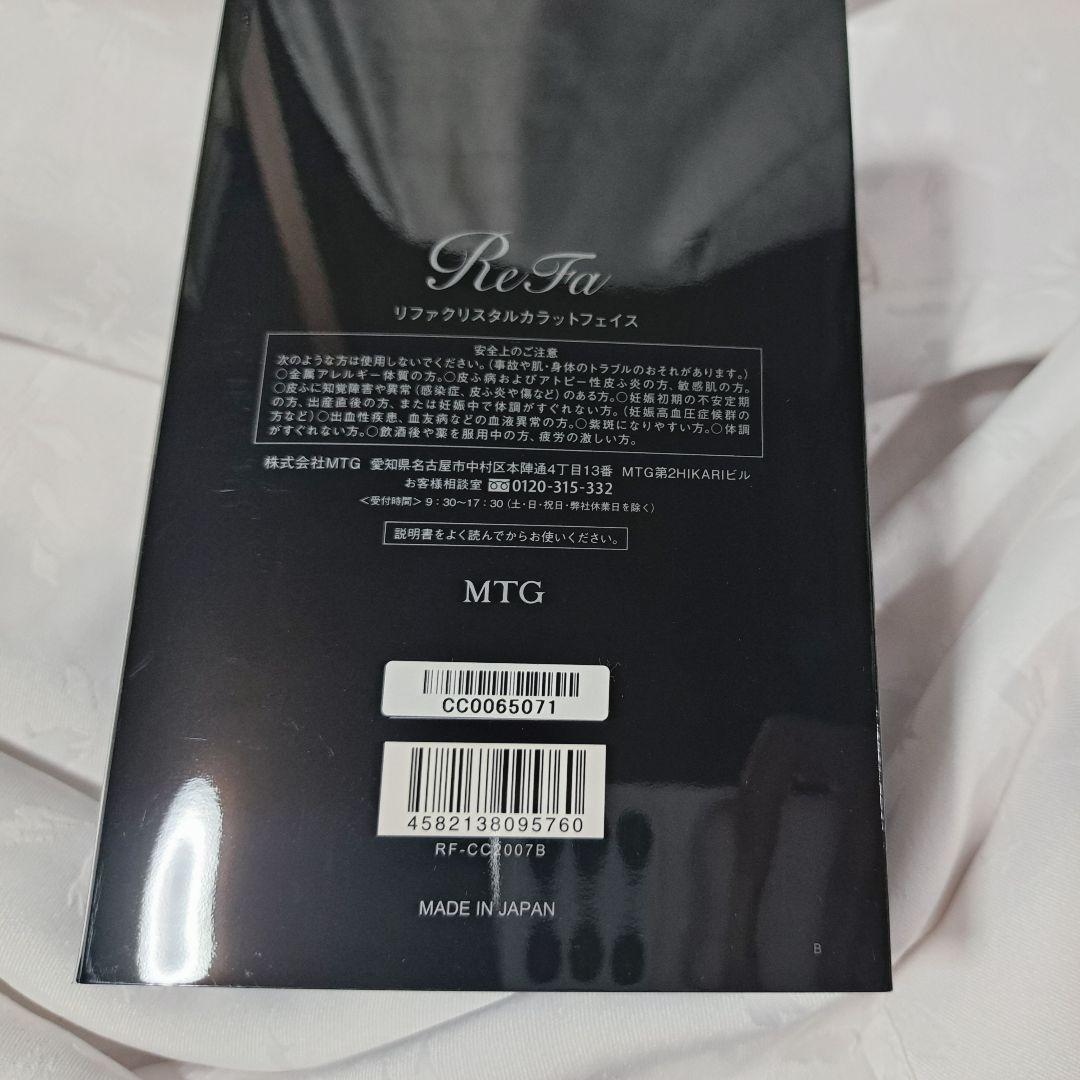 ReFa
リファクリスタルカラットフェイス
安全上のご注意
次のような方は使用しないでください。(事故や肌・身体のトラブルのおそれがあります。)
○金属アレルギー体質の方。○皮ふ病およびアトピー性皮ふ炎の方、敏感肌の方。
○皮ふに知覚障害や異常(感染症、皮ふ炎や傷など)のある方。○妊娠初期の不安定期
の方、出産直後の方、または妊娠中で体調がすぐれない方。(妊娠高血圧症候群の
方など)○出血性疾患、血友病などの血液異常の方。○紫斑になりやすい方。○体調
がすぐれない方。○飲酒後や薬を服用中の方、疲労の激しい方。
株式会社MTG 愛知県名古屋市中村区本陣通4丁目13番 MTG第2HIKARIビル
お客様相談室 0120-315-332
<受付時間> 9:30〜17:30 (土・日・祝日・弊社休業日を除く)
説明書をよく読んでからお使いください。
MTG
CC0065071
4582138095760
RF-CC2007B
MADE IN JAPAN
B